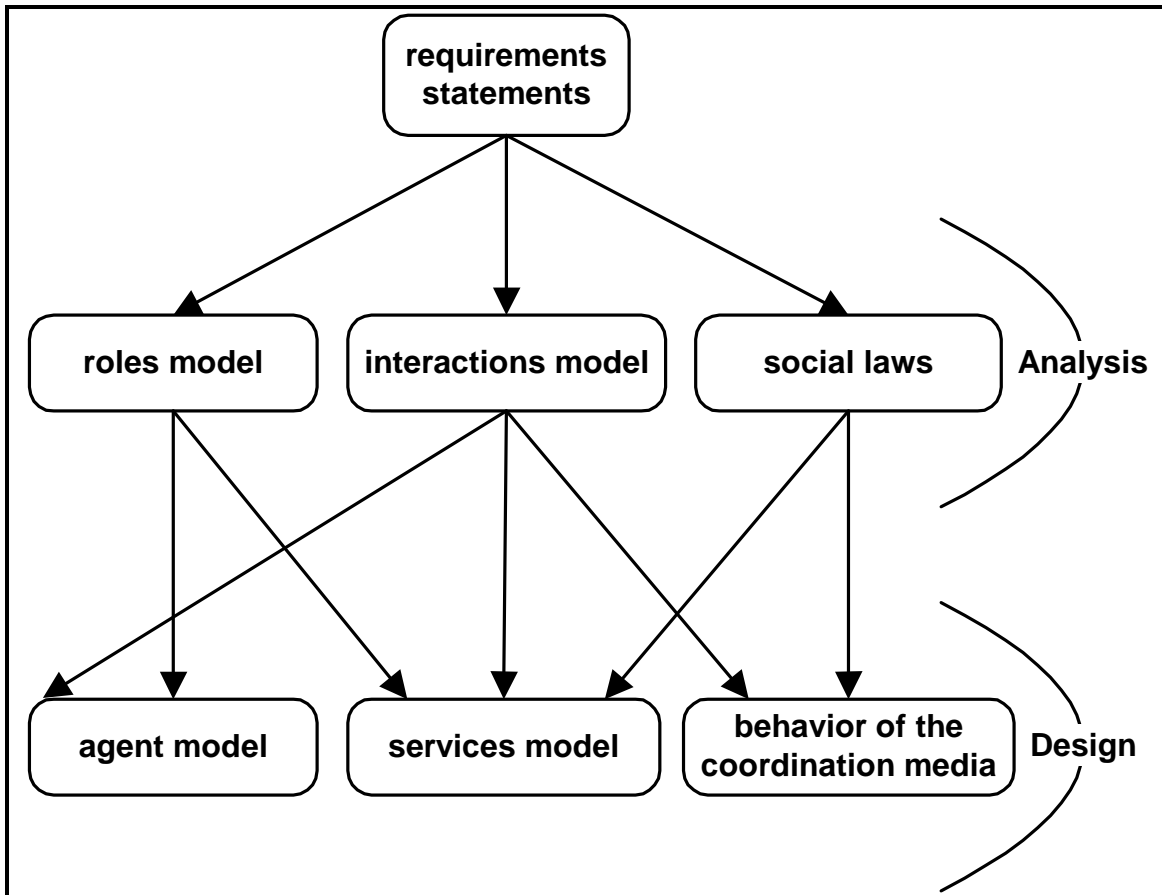 requirements
statements
roles model
interactions model
social laws
Analysis
agent model
services model
behavior of the
coordination media
Design